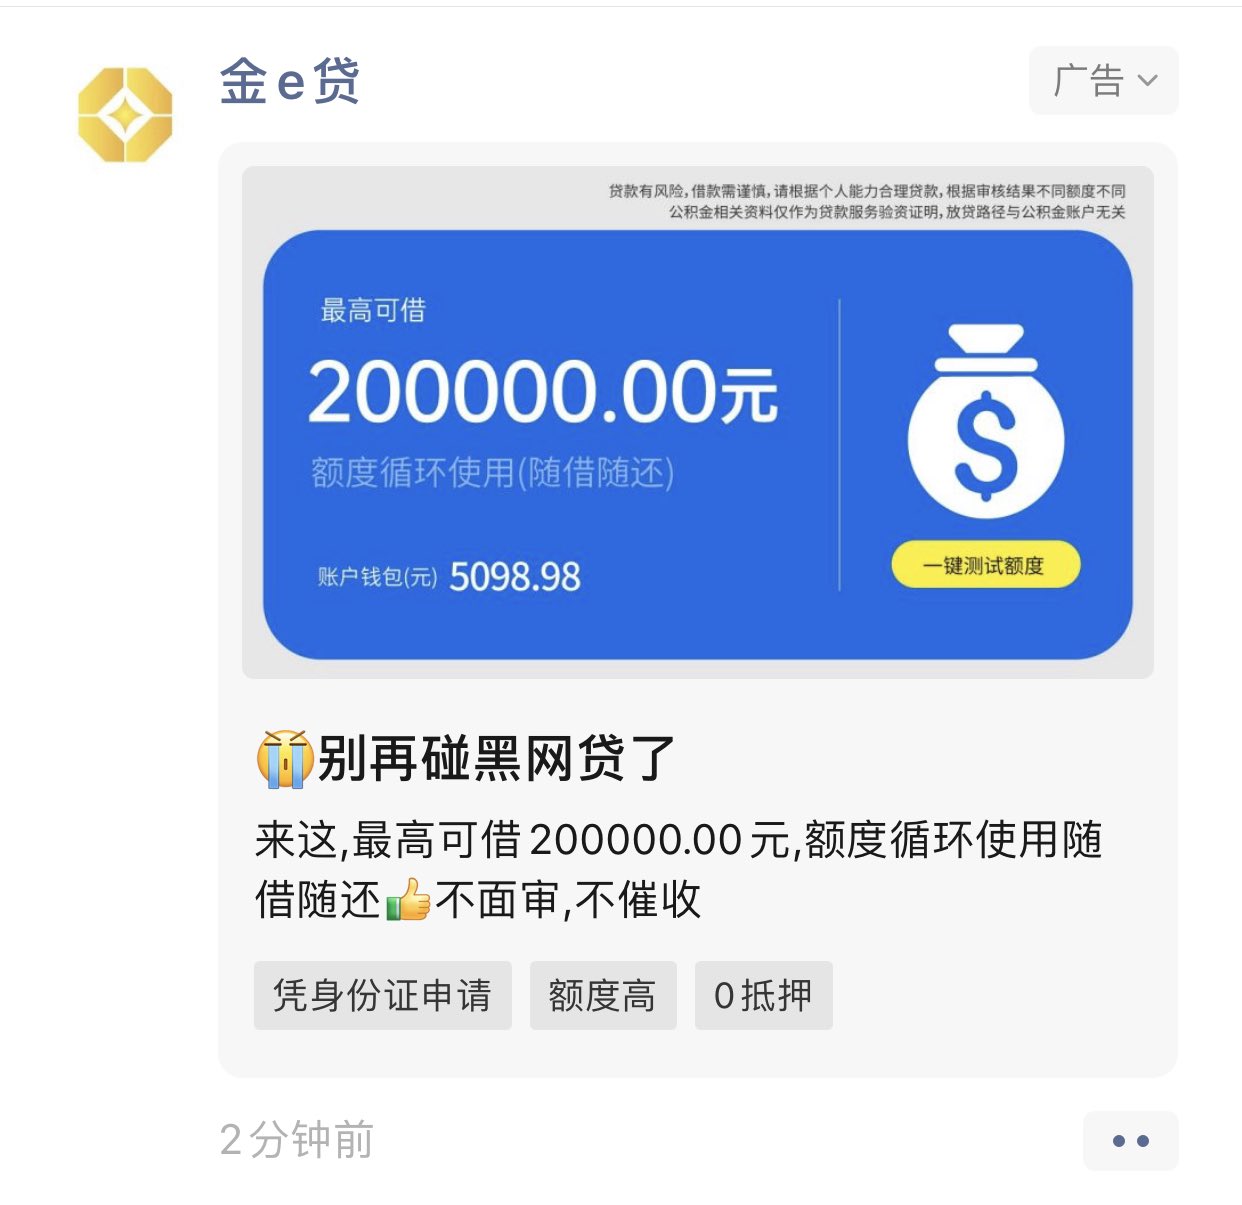 金e贷
广告
贷款有风险,借款需谨慎,请根据个人能力合理贷款,根据审核结果不同额度不同
公积金相关资料仅作为贷款服务验资证明,放贷路径与公积金账户无关
最高可借
200000.00元
额度循环使用(随借随还)
账户钱包(元) 5098.98
一键测试额度
😭别再碰黑网贷了
来这,最高可借200000.00元,额度循环使用随
借随还👍不面审,不催收
凭身份证申请
额度高
0抵押
2分钟前